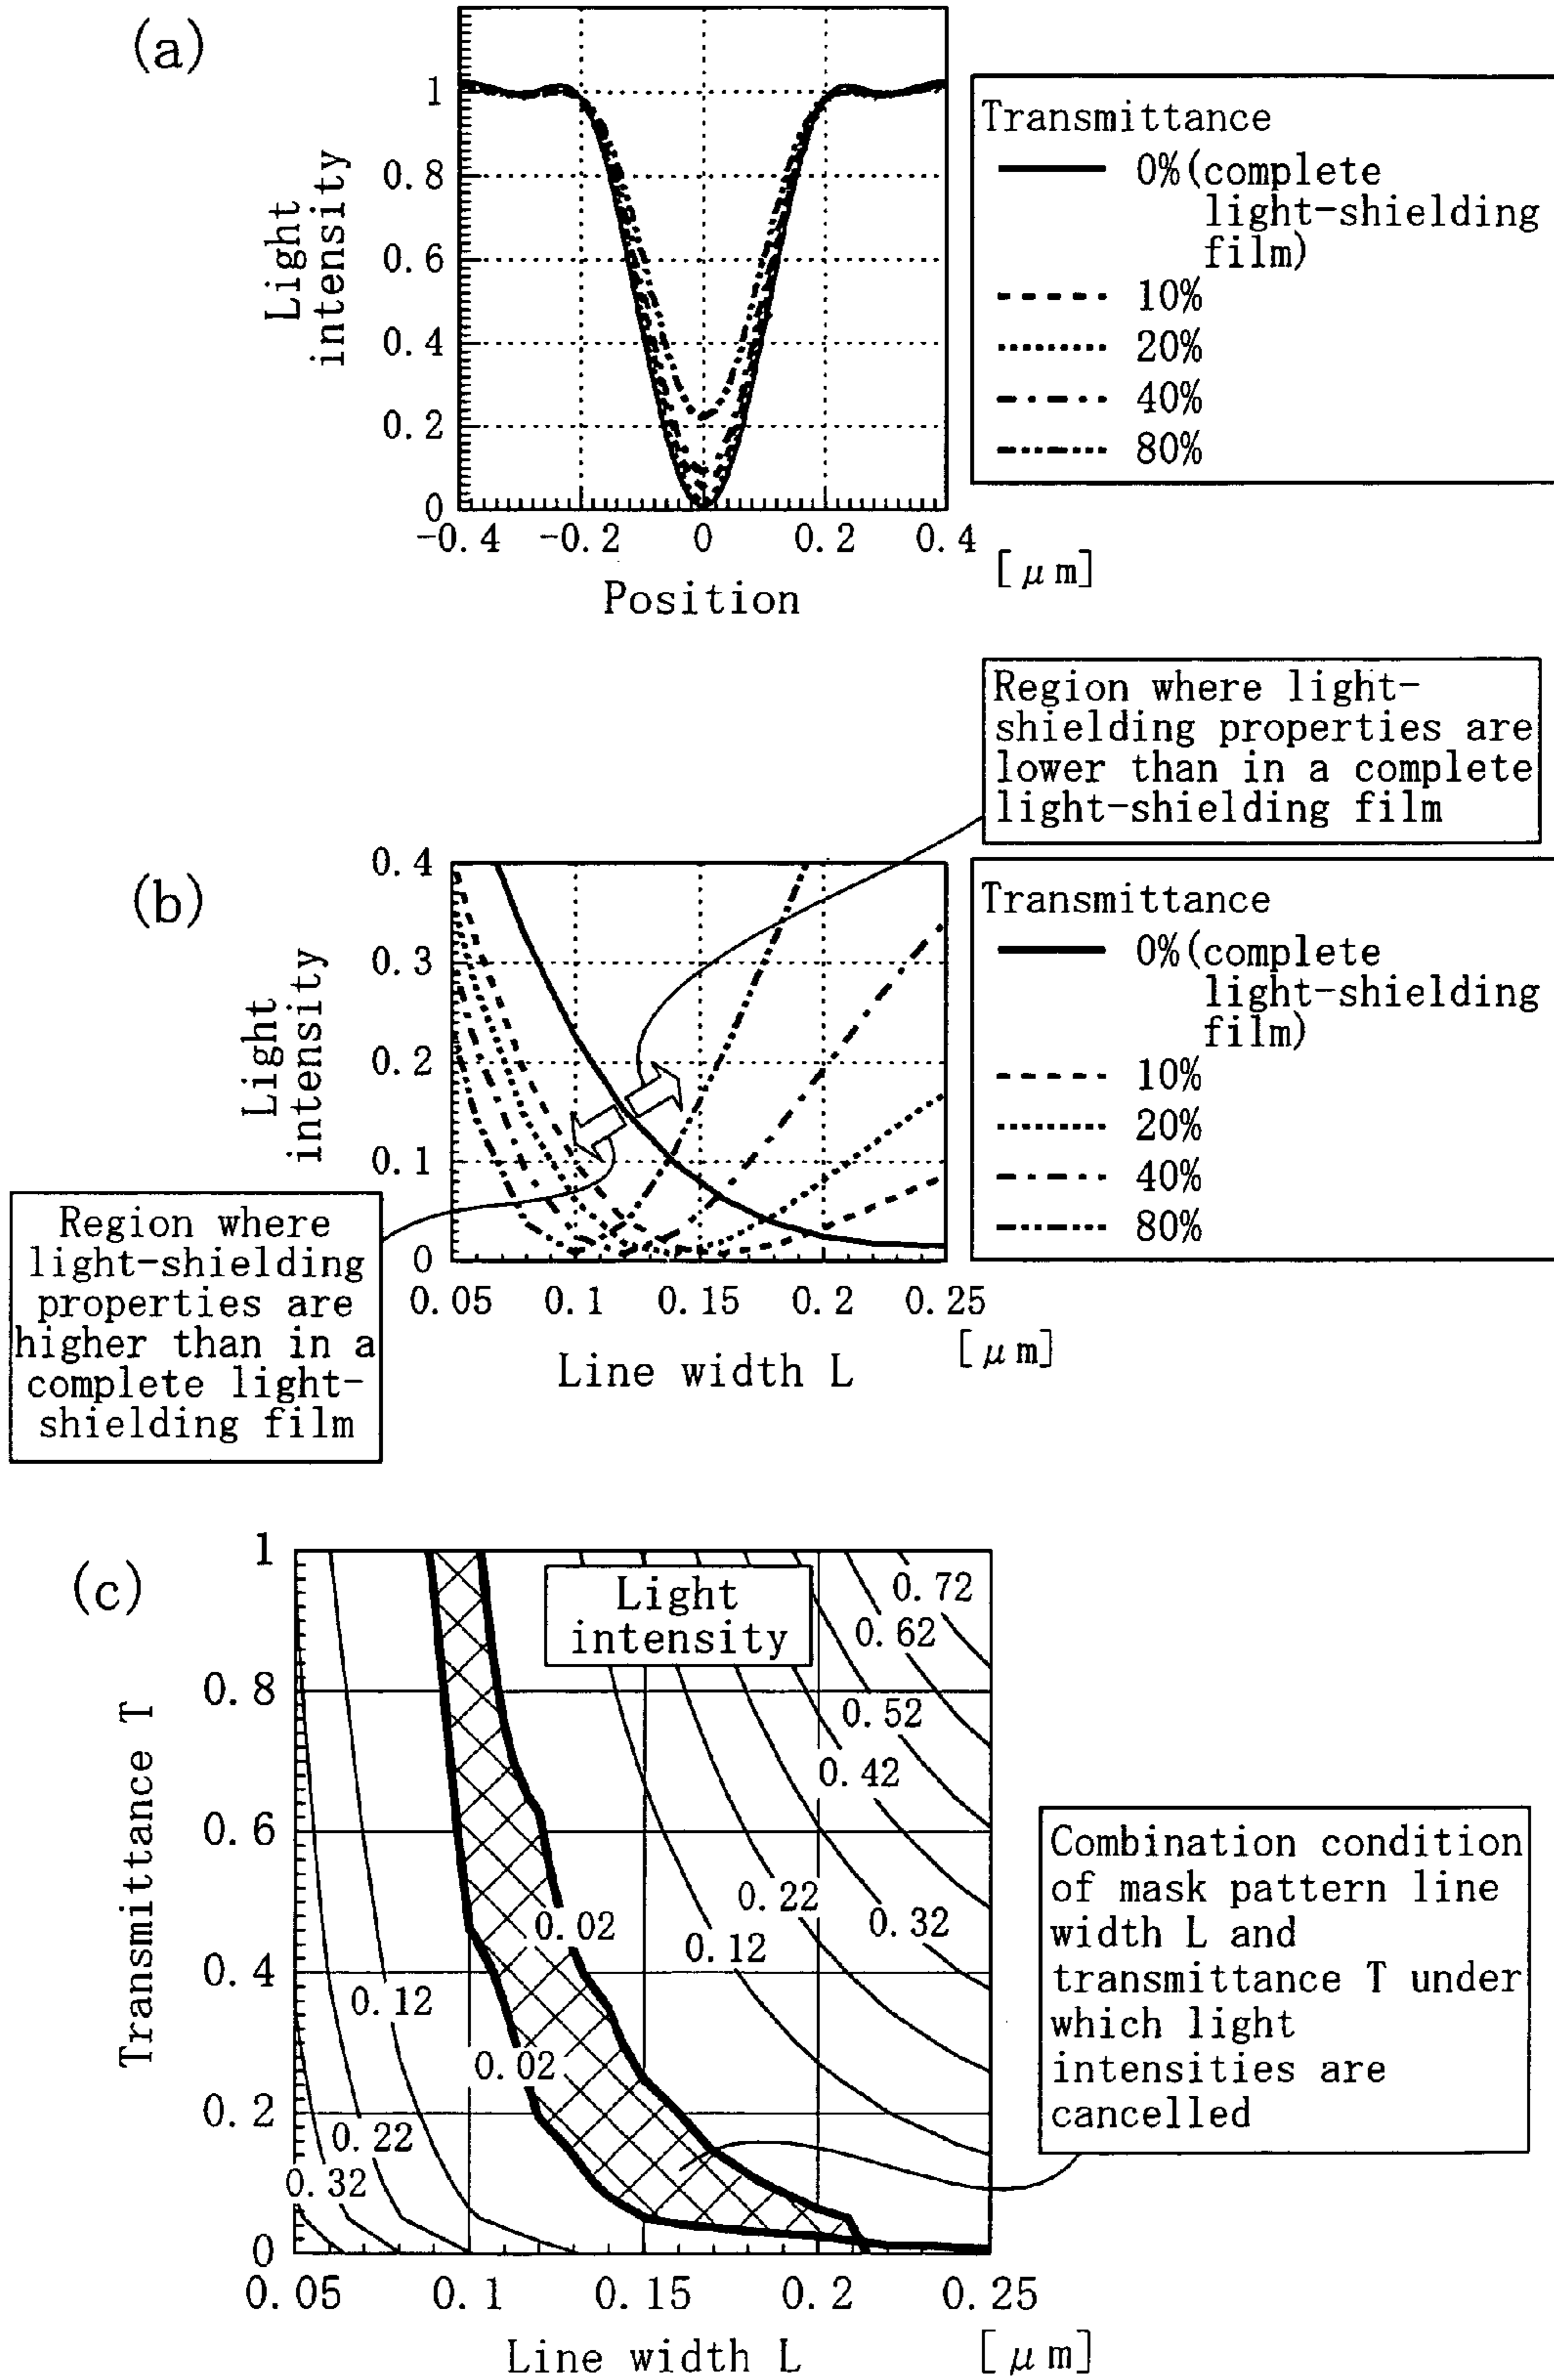 (a)
Light
intensity
1
0.8
0.6
0.4
0.2
0
-0.4 -0.2 0 0.2 0.4
[μm]
Position
Transmittance
0%(complete
light-shielding
film)
10%
20%
40%
80%
Region where light-
shielding properties are
lower than in a complete
light-shielding film
(b)
Light
intensity
0.4
0.3
0.2
0.1
0
0.05 0.1 0.15 0.2 0.25
[μm]
Line width L
Transmittance
0%(complete
light-shielding
film)
10%
20%
40%
80%
Region where
light-shielding
properties are
higher than in a
complete light-
shielding film
(c)
Transmittance T
1
0.8
0.6
0.4
0.2
0
Light
intensity
0.72
0.62
0.52
0.42
0.32
0.22
0.12
0.02
0.02
0.12
0.22
0.32
0.05 0.1 0.15 0.2 0.25
Line width L
[μm]
Combination condition
of mask pattern line
width L and
transmittance T under
which light
intensities are
cancelled